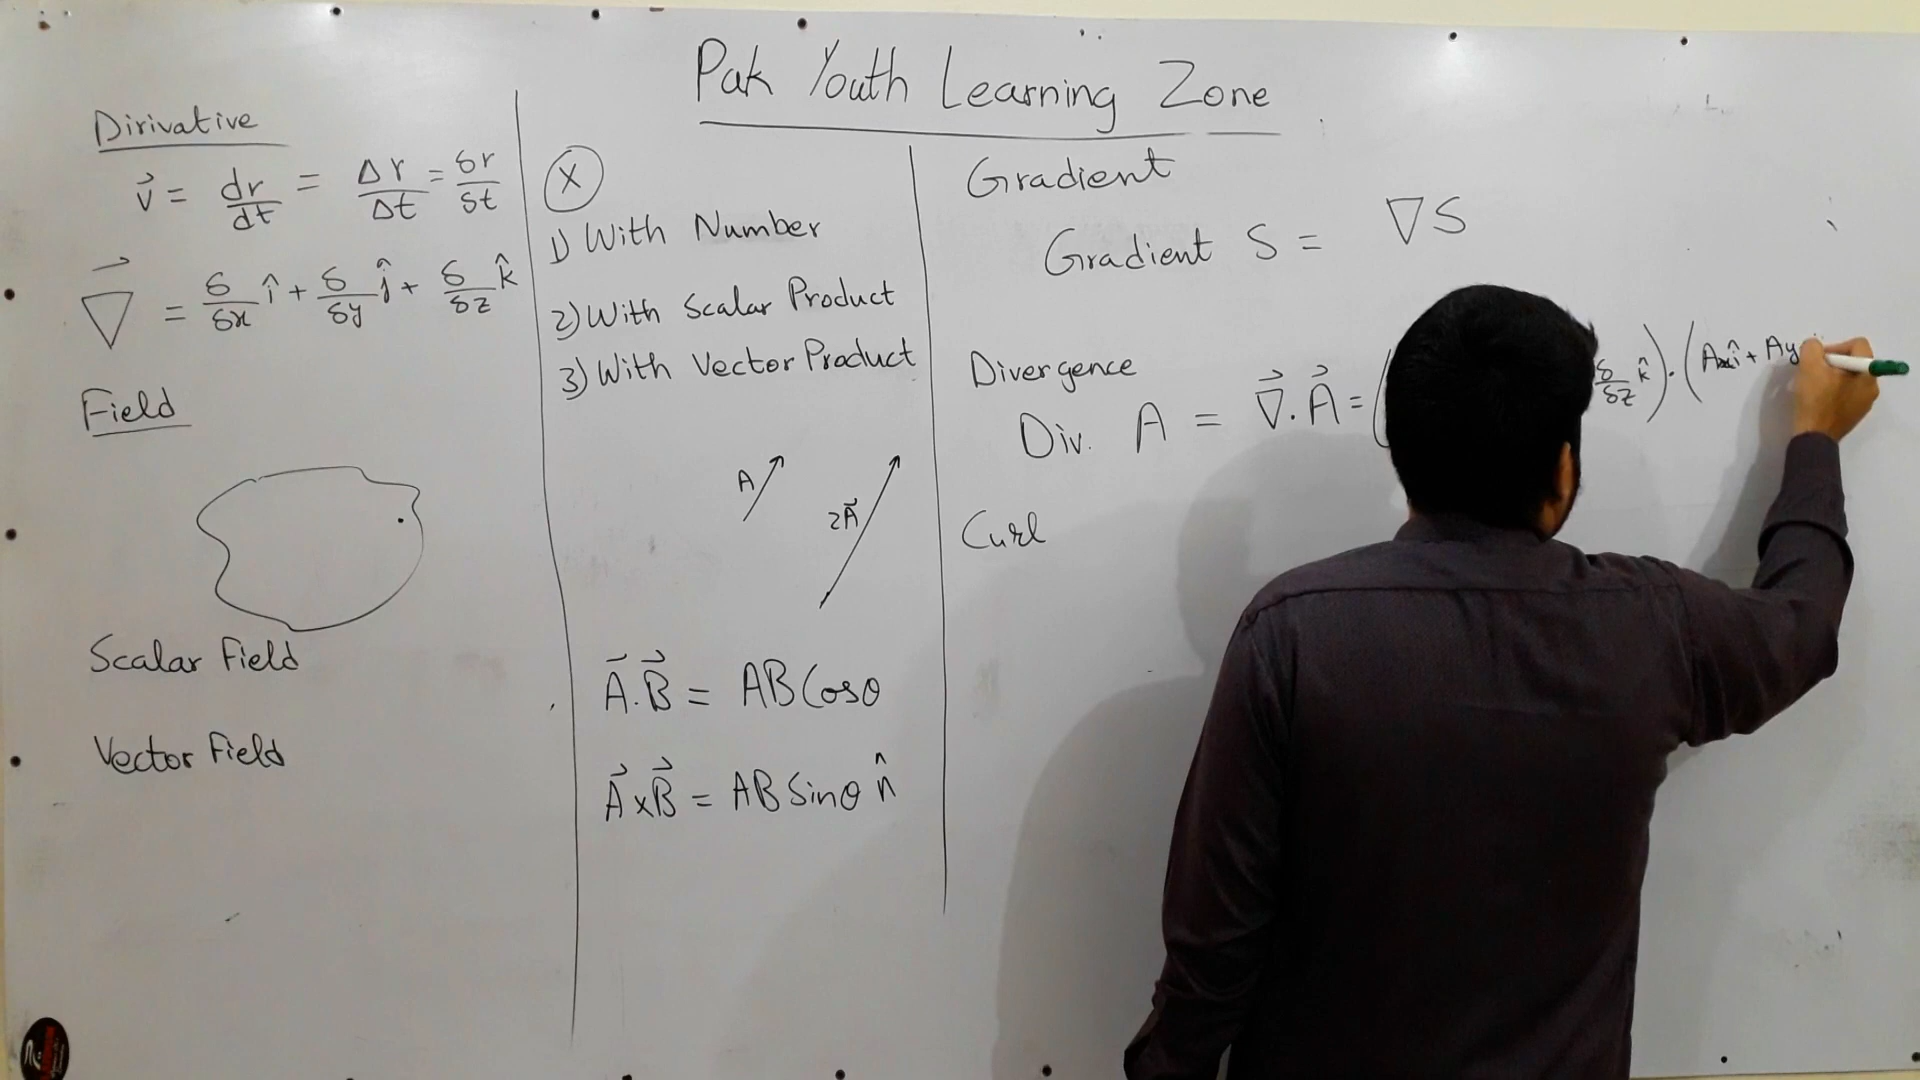 Pak Youth Learning Zone
Dirivative
v⃗ = dr/dt = Δr/Δt = δr/δt
∇⃗ = δ/δx î + δ/δy ĵ + δ/δz k̂
Field
Scalar Field
Vector Field
X
1) With Number
2) With Scalar Product
3) With Vector Product
A
2A⃗
A⃗.B⃗ = AB Cosθ
A⃗×B⃗ = AB Sinθ n̂
Gradient
Gradient S = ∇S
Divergence
Div. A = ∇⃗.A⃗ = ( δ/δz k̂).(Axî + Ay
Curl